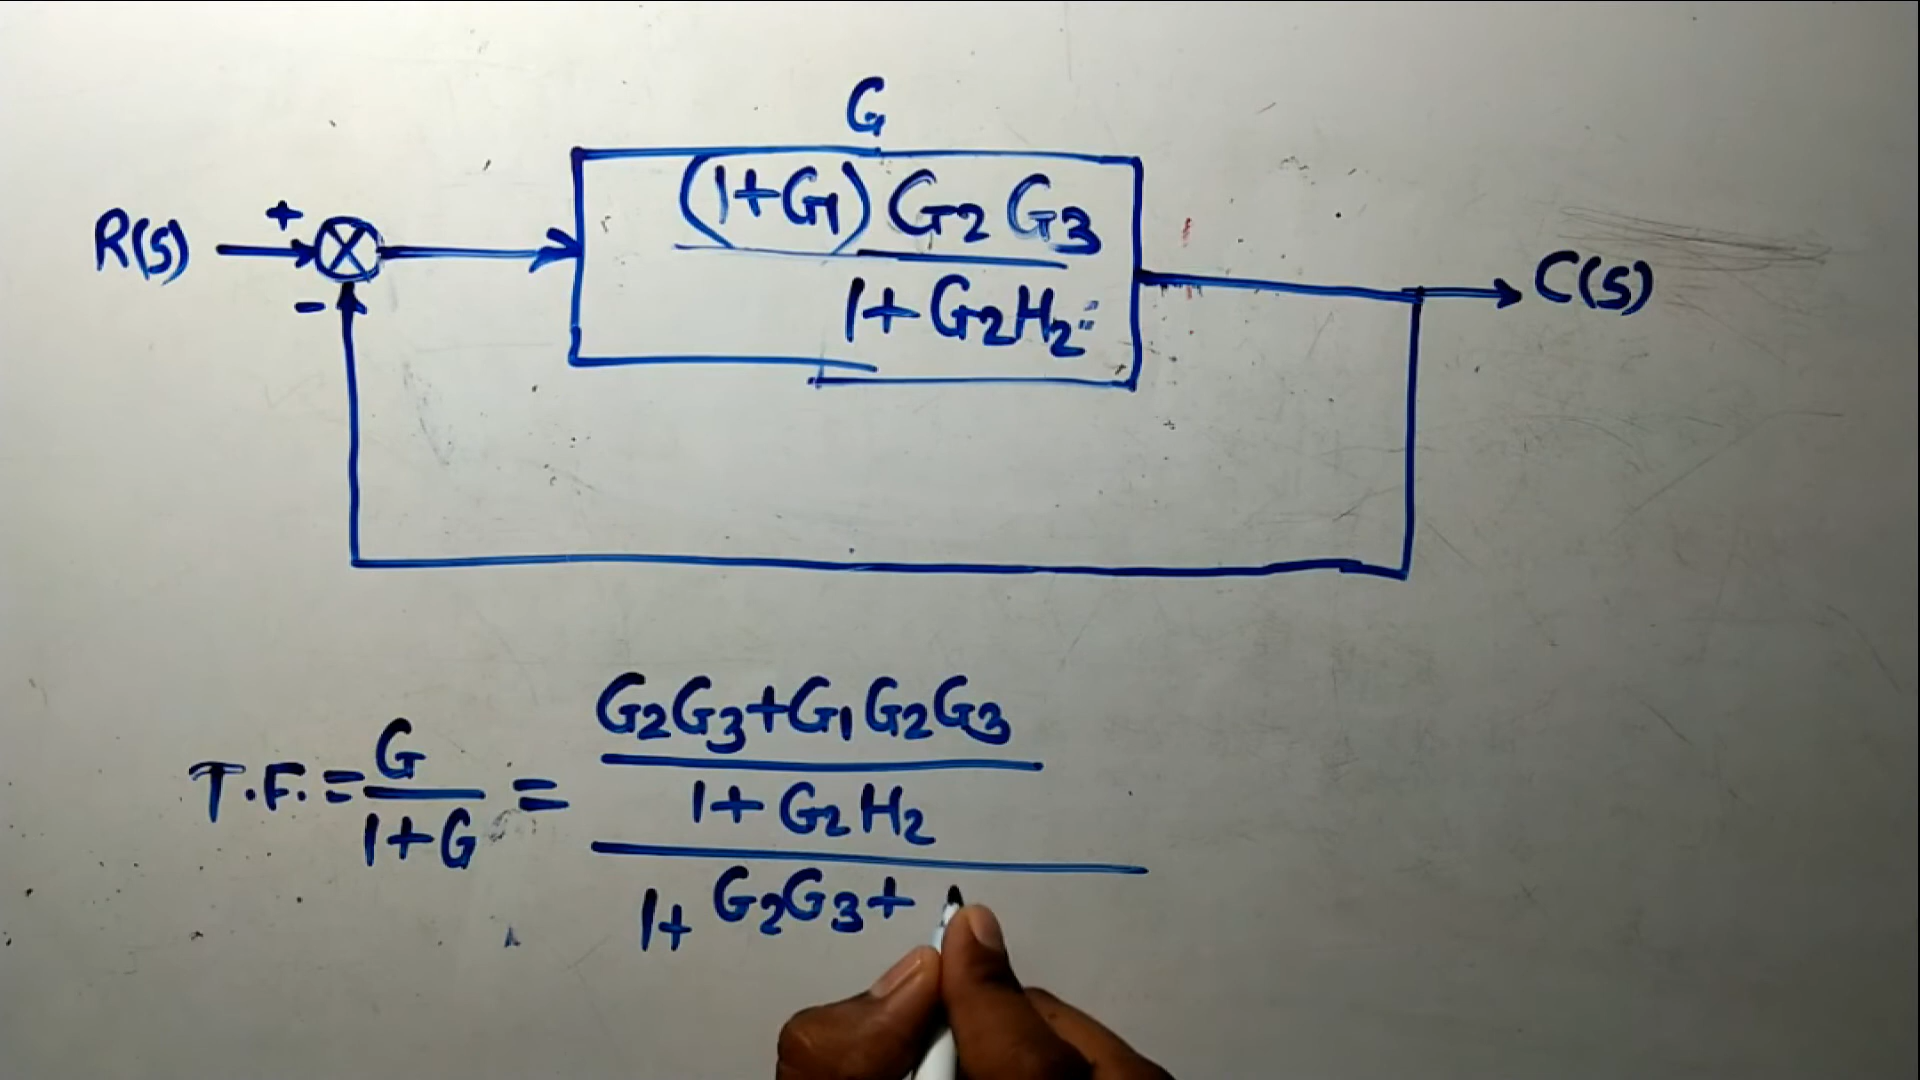 G
(1+G1) G2 G3
1+ G2H2
R(S)
+
-
C(S)
T.F. = G / 1+G = G2G3+G1G2G3 / 1+ G2H2
1+ G2G3+